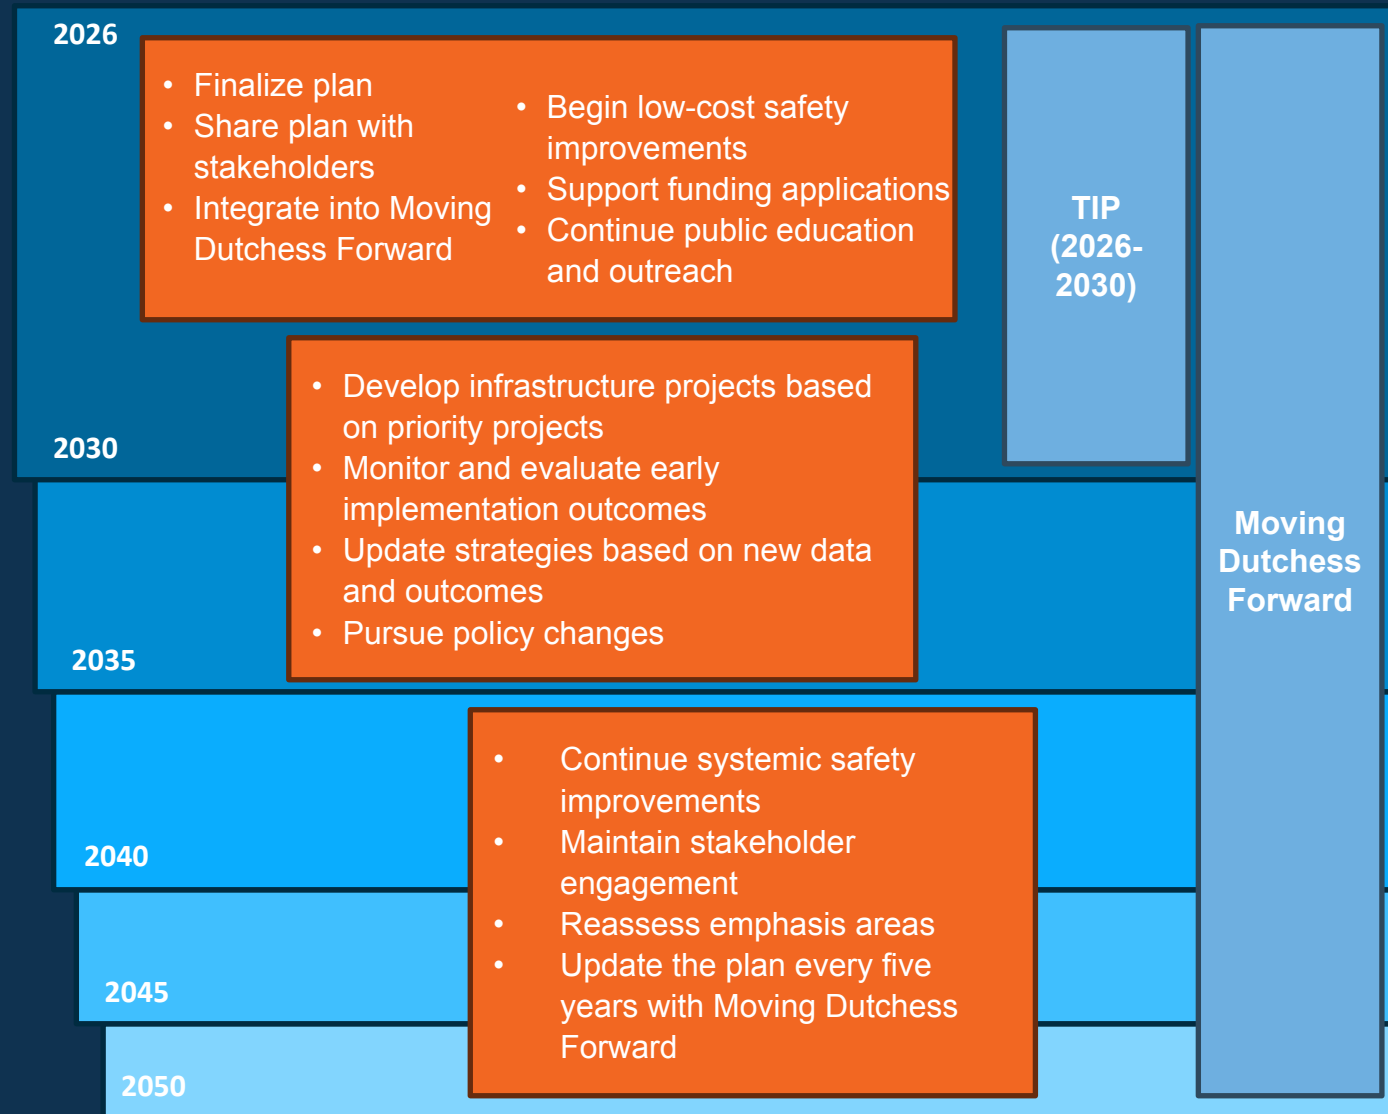 2026
• Finalize plan
• Share plan with
stakeholders
• Integrate into Moving
Dutchess Forward
• Begin low-cost safety
improvements
• Support funding applications
• Continue public education
and outreach
TIP
(2026-
2030)
2030
• Develop infrastructure projects based
on priority projects
• Monitor and evaluate early
implementation outcomes
• Update strategies based on new data
and outcomes
• Pursue policy changes
Moving
Dutchess
Forward
2035
• Continue systemic safety
improvements
• Maintain stakeholder
engagement
• Reassess emphasis areas
• Update the plan every five
years with Moving Dutchess
Forward
2040
2045
2050